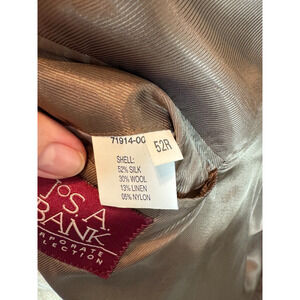 71914-00
52R
SHELL:
52% SILK
30% WOOL
13% LINEN
05% NYLON
JoS.A.
BANK
CORPORATE
COLLECTION